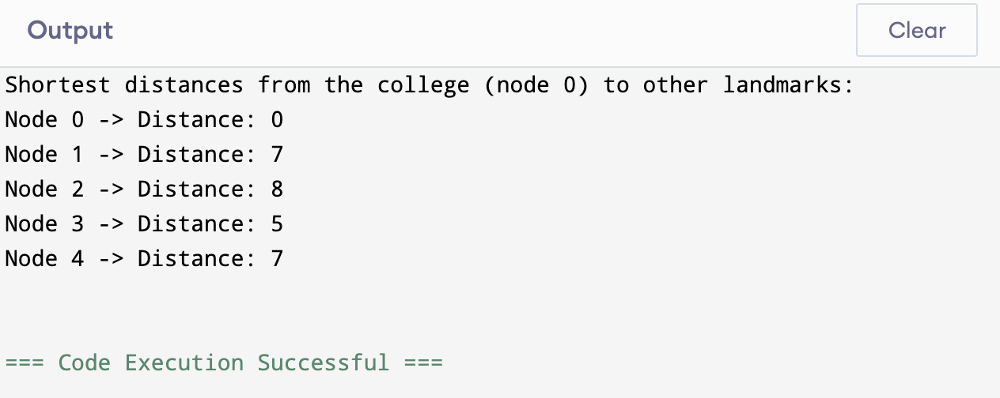 Output
Clear
Shortest distances from the college (node 0) to other landmarks:
Node 0 -> Distance: 0
Node 1 -> Distance: 7
Node 2 -> Distance: 8
Node 3 -> Distance: 5
Node 4 -> Distance: 7
=== Code Execution Successful ===